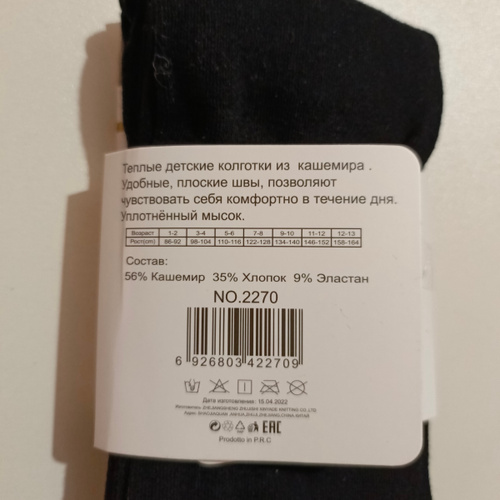 Теплые детские колготки из кашемира .
Удобные, плоские швы, позволяют
чувствовать себя комфортно в течение дня.
Уплотнённый мысок.
Возраст 1-2 3-4 5-6 7-8 9-10 11-12 12-13
Рост(cm) 86-92 98-104 110-116 122-128 134-140 146-152 158-164
Состав:
56% Кашемир 35% Хлопок 9% Эластан
NO.2270
6 926803 422709
Дата изготовления: 15.04.2022
EAC
Prodotto in P.R.C